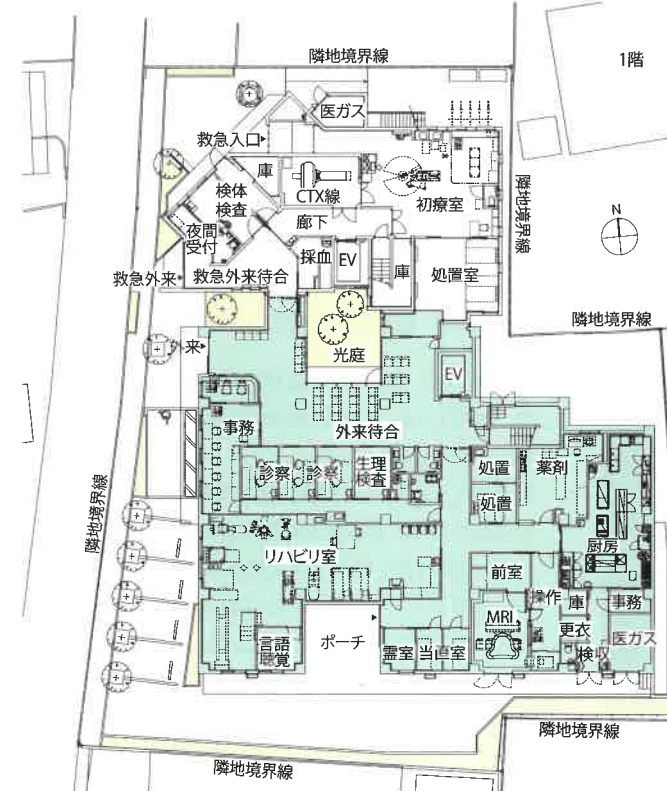 隣地境界線
1階
医ガス
救急入口
庫
CTX線
検体
検査
初療室
隣地境界線
廊下
夜間
受付
採血
EV
庫
処置室
救急外来
救急外来待合
N
隣地境界線
来
光庭
EV
事務
外来待合
診察
診察
生理
検査
処置
薬剤
処置
隣地境界線
リハビリ室
厨房
前室
操作
庫
事務
MRI
更衣
言語
聴覚
ポーチ
霊室
当直室
検収
医ガス
隣地境界線
隣地境界線